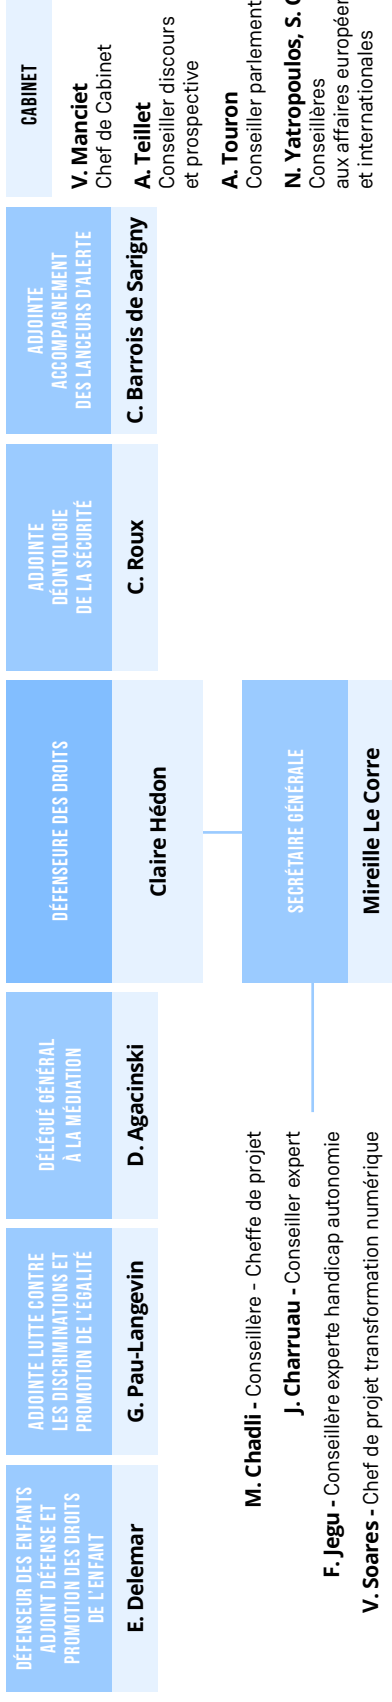 DÉFENSEUR DES ENFANTS
ADJOINT DÉFENSE ET
PROMOTION DES DROITS
DE L'ENFANT
E. Delemar
ADJOINTE LUTTE CONTRE
LES DISCRIMINATIONS ET
PROMOTION DE L'ÉGALITÉ
G. Pau-Langevin
DÉLÉGUÉ GÉNÉRAL
À LA MÉDIATION
D. Agacinski
DÉFENSEURE DES DROITS
Claire Hédon
ADJOINTE
DÉONTOLOGIE
DE LA SÉCURITÉ
C. Roux
ADJOINTE
ACCOMPAGNEMENT
DES LANCEURS D'ALERTE
C. Barrois de Sarigny
CABINET
V. Manciet
Chef de Cabinet
A. Teillet
Conseiller discours
et prospective
A. Touron
Conseiller parlement
N. Yatropoulos, S.
Conseillères
aux affaires europée
et internationales
SECRÉTAIRE GÉNÉRALE
Mireille Le Corre
M. Chadli - Conseillère - Cheffe de projet
J. Charruau - Conseiller expert
F. Jegu - Conseillère experte handicap autonomie
V. Soares - Chef de projet transformation numérique